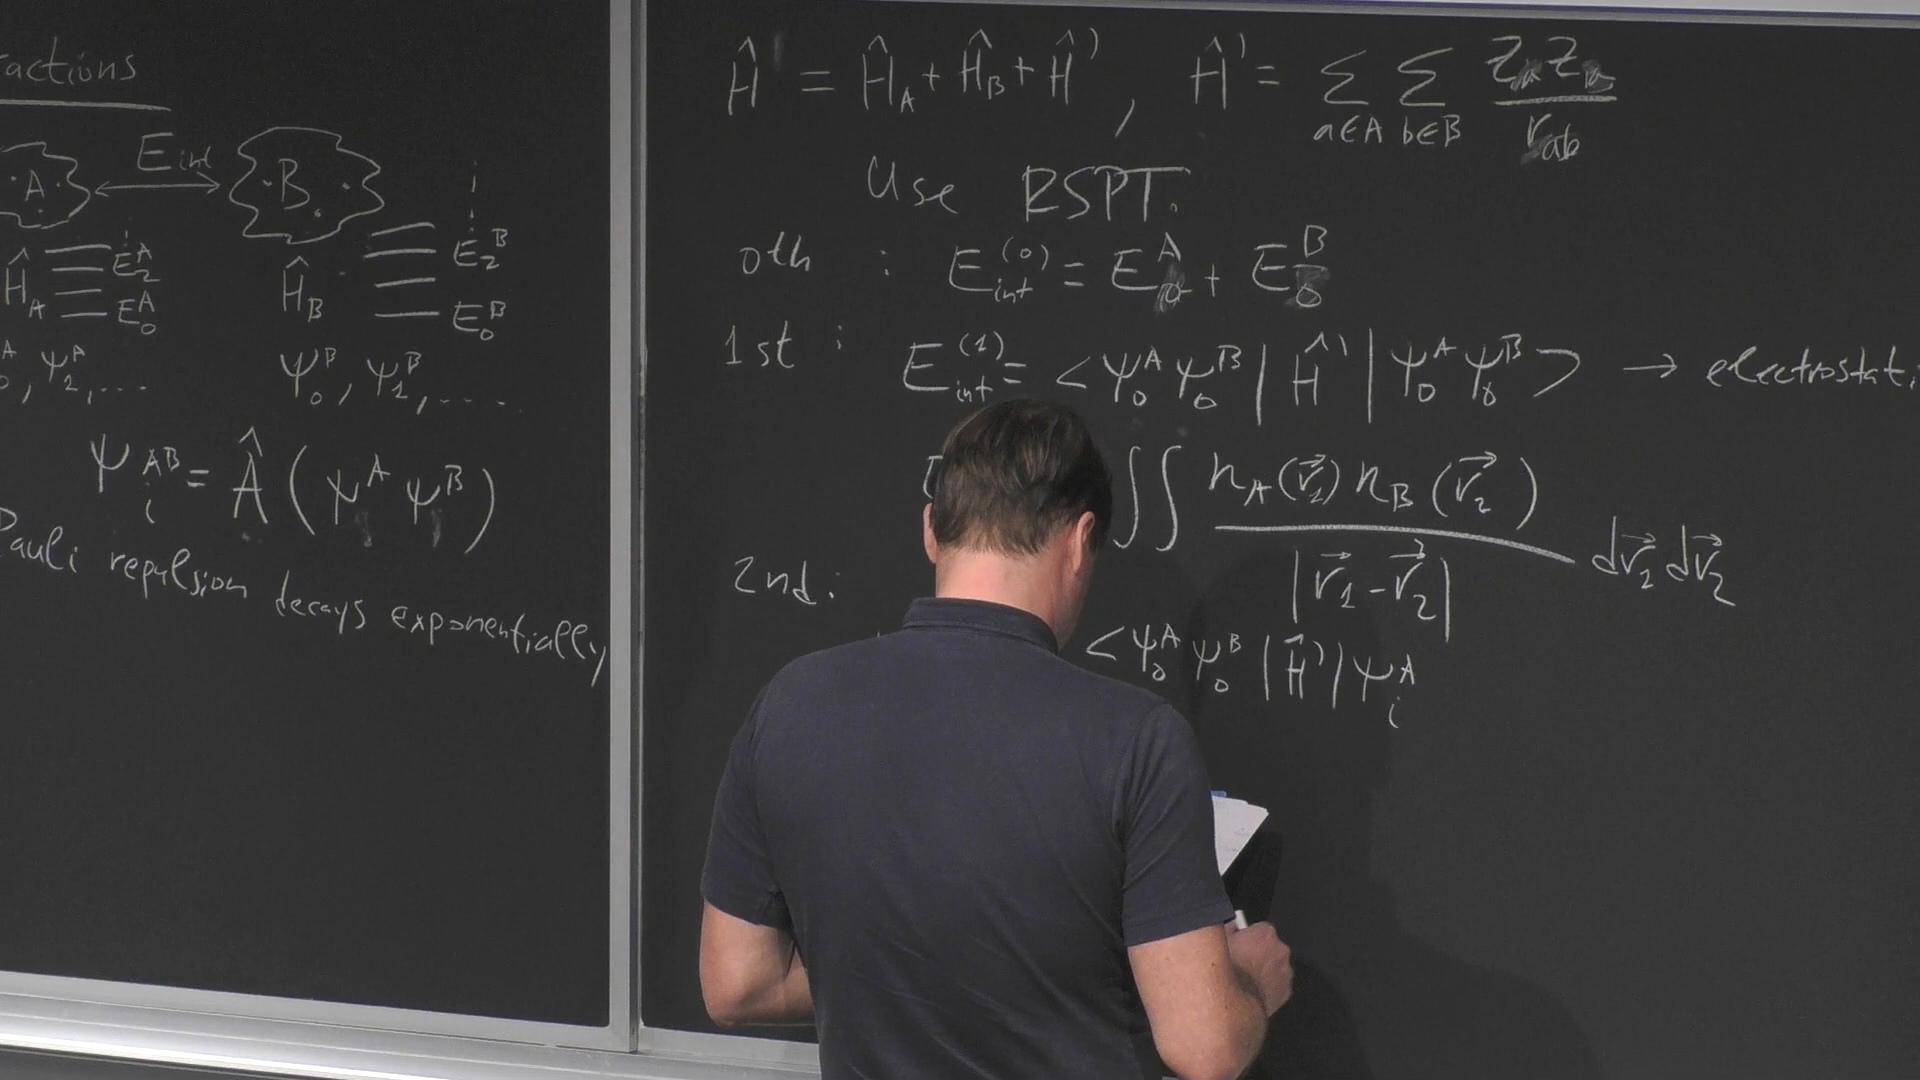 actions
A E_int B
Ĥ_A E_2^A E_0^A
Ĥ_B E_2^B E_0^B
ψ_2^A, ....
ψ_0^B, ψ_1^B, ....
ψ_i^AB = Â (ψ^A ψ^B)
Pauli repulsion decays exponentially
Ĥ = Ĥ_A + Ĥ_B + Ĥ', Ĥ' = Σ_{a∈A} Σ_{b∈B} Z_a Z_b / r_ab
Use RSPT.
0th : E_int^(0) = E_0^A + E_0^B
1st : E_int^(1) = <ψ_0^A ψ_0^B | Ĥ' | ψ_0^A ψ_0^B> → electrostati
∫∫ n_A(r⃗_1) n_B(r⃗_2) / |r⃗_1 - r⃗_2| dr⃗_1 dr⃗_2
2nd:
<ψ_0^A ψ_0^B | Ĥ' | ψ_i^A